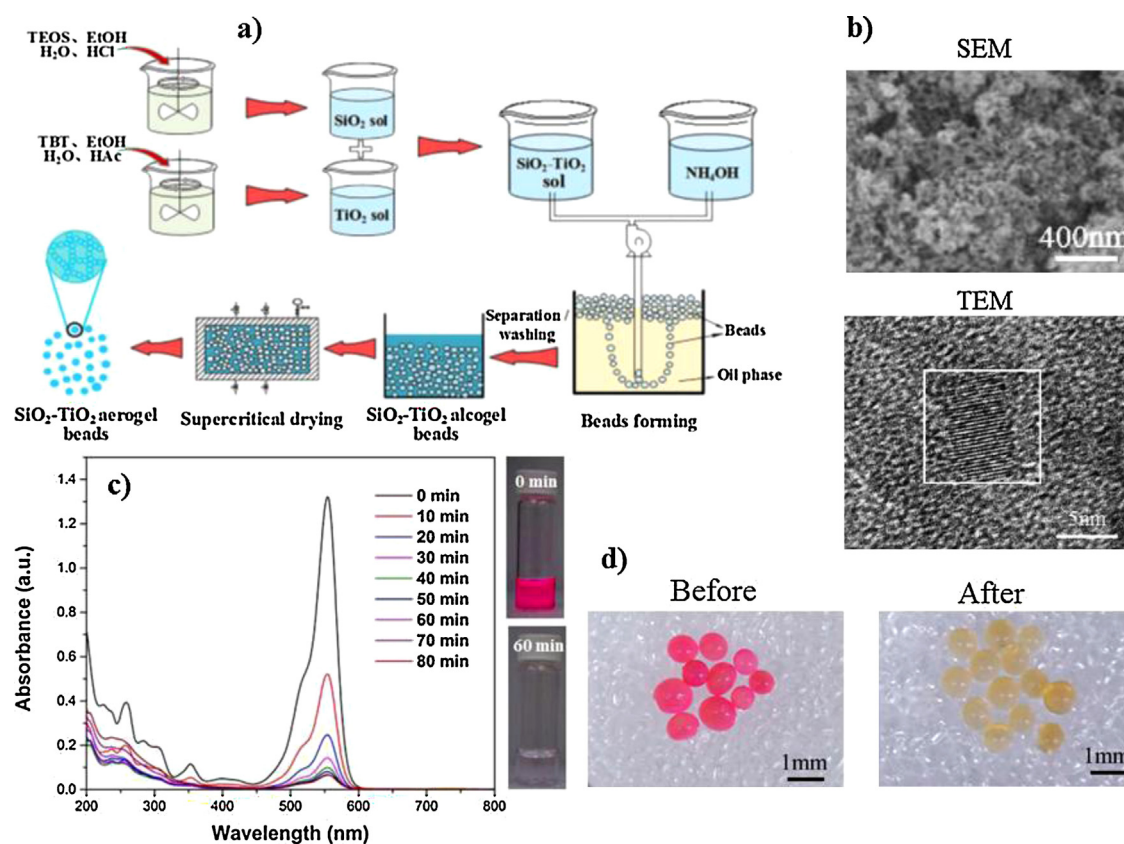 a)
TEOS、EtOH
H₂O、HCl
SiO₂ sol
TBT、EtOH
H₂O、HAc
TiO₂ sol
SiO₂-TiO₂
sol
NH₄OH
Separation /
washing
Beads
Oil phase
SiO₂-TiO₂ aerogel
beads
Supercritical drying
SiO₂-TiO₂ alcogel
beads
Beads forming
b)
SEM
400nm
TEM
5nm
c)
1.4
1.2
1.0
0.8
0.6
0.4
0.2
0.0
Absorbance (a.u.)
200
300
400
500
600
700
800
Wavelength (nm)
0 min
10 min
20 min
30 min
40 min
50 min
60 min
70 min
80 min
0 min
60 min
d)
Before
1mm
After
1mm